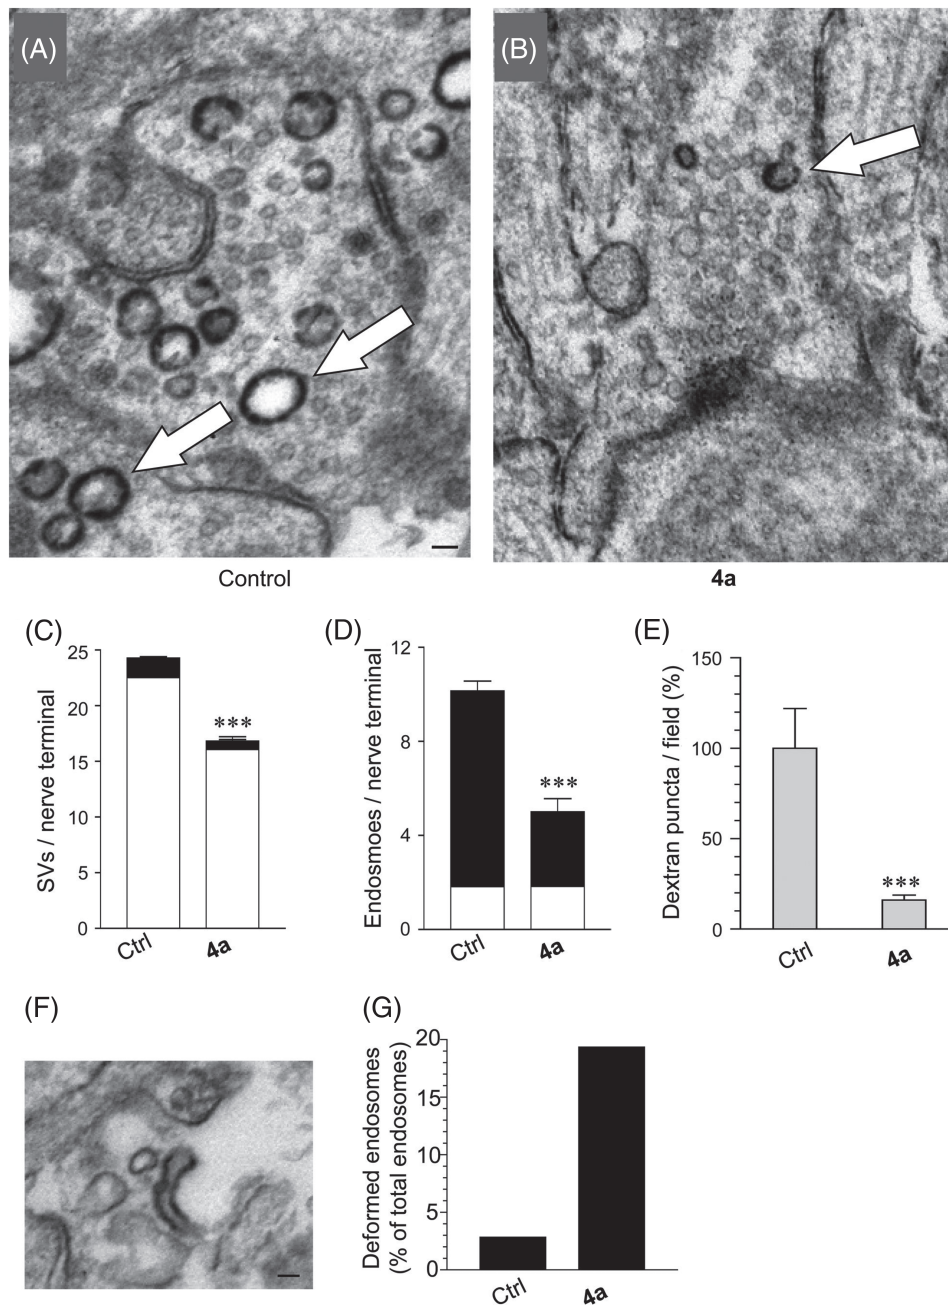 (A)
(B)
Control
4a
(C)
SVs / nerve terminal
25
20
15
10
5
0
***
Ctrl
4a
(D)
Endosmoes / nerve terminal
12
8
4
0
***
Ctrl
4a
(E)
Dextran puncta / field (%)
150
100
50
0
***
Ctrl
4a
(F)
(G)
Deformed endosomes
(% of total endosomes)
20
15
10
5
0
Ctrl
4a